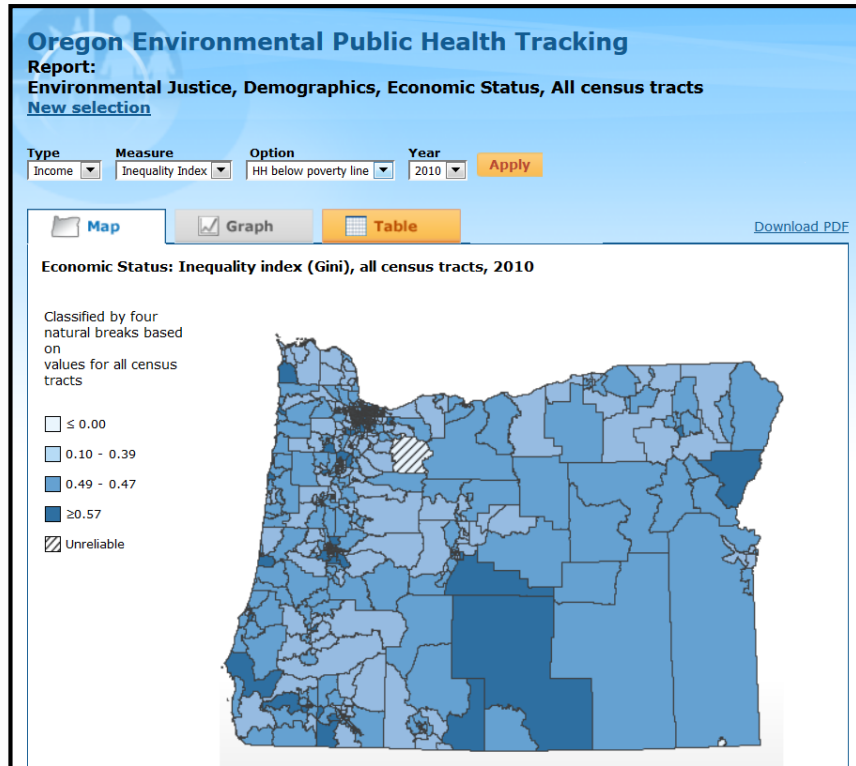 Oregon Environmental Public Health Tracking
Report:
Environmental Justice, Demographics, Economic Status, All census tracts
New selection
Type Measure Option Year
Income Inequality Index HH below poverty line 2010 Apply
Map Graph Table Download PDF
Economic Status: Inequality index (Gini), all census tracts, 2010
Classified by four
natural breaks based
on
values for all census
tracts
≤ 0.00
0.10 - 0.39
0.49 - 0.47
≥0.57
Unreliable